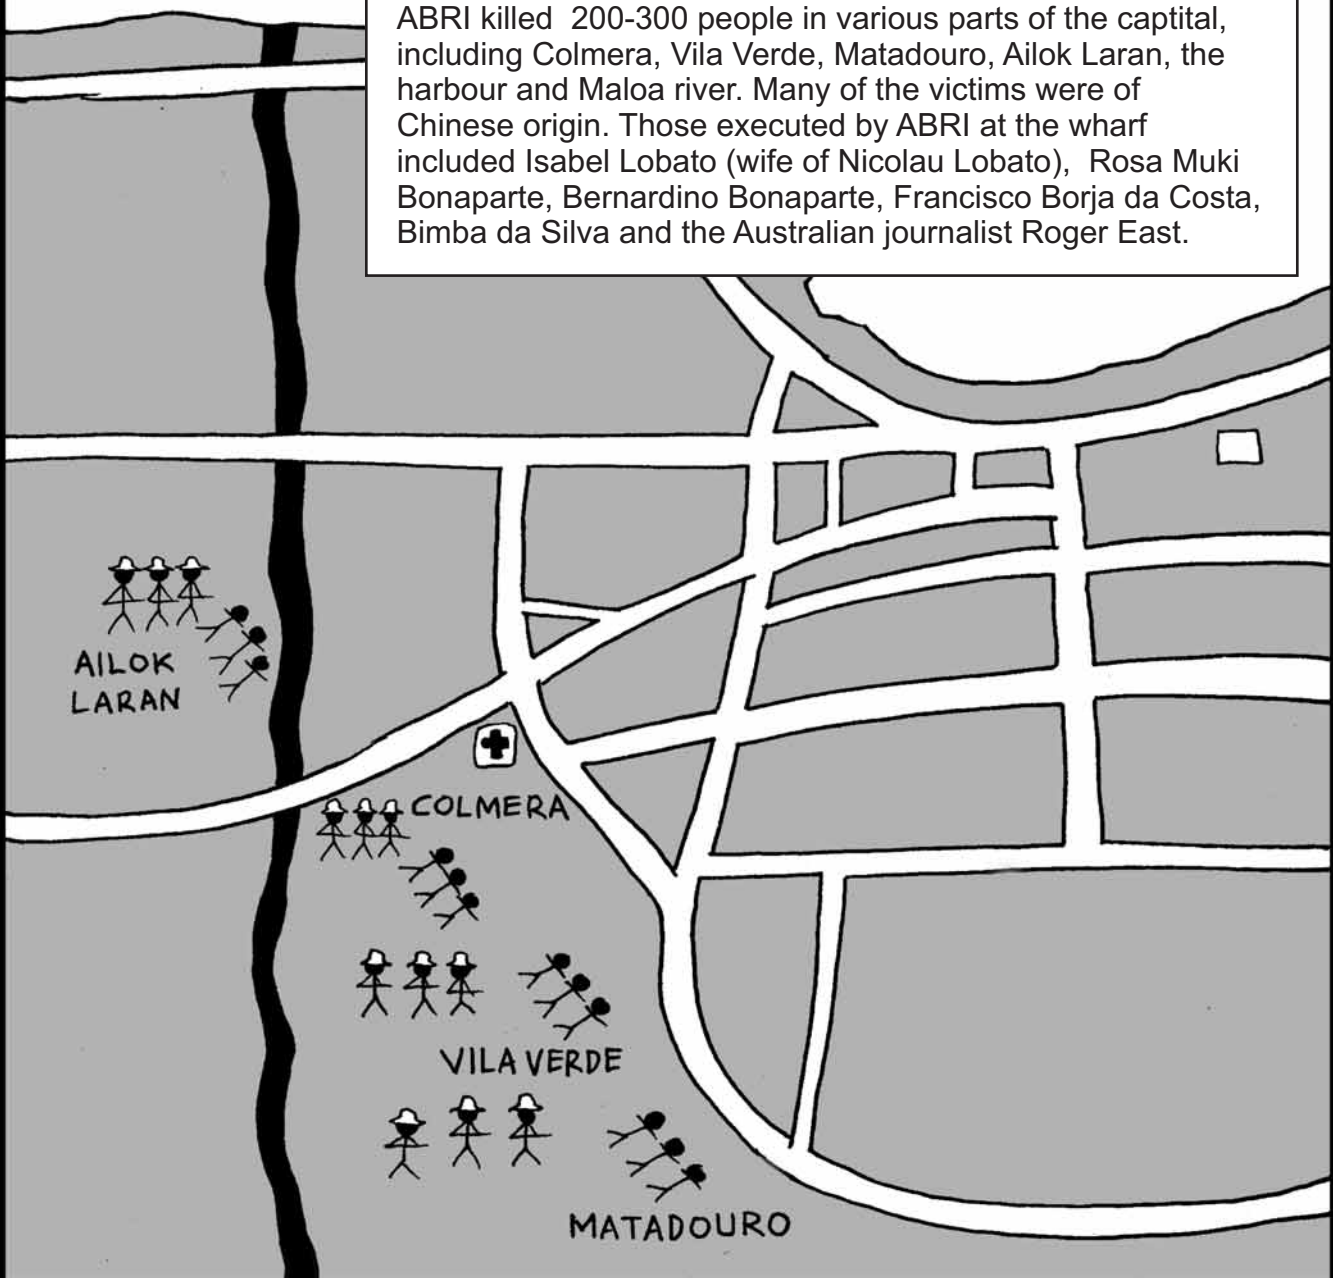 ABRI killed  200-300 people in various parts of the captital,
including Colmera, Vila Verde, Matadouro, Ailok Laran, the
harbour and Maloa river. Many of the victims were of
Chinese origin. Those executed by ABRI at the wharf
included Isabel Lobato (wife of Nicolau Lobato),  Rosa Muki
Bonaparte, Bernardino Bonaparte, Francisco Borja da Costa,
Bimba da Silva and the Australian journalist Roger East.
AILOK
LARAN
COLMERA
VILA VERDE
MATADOURO